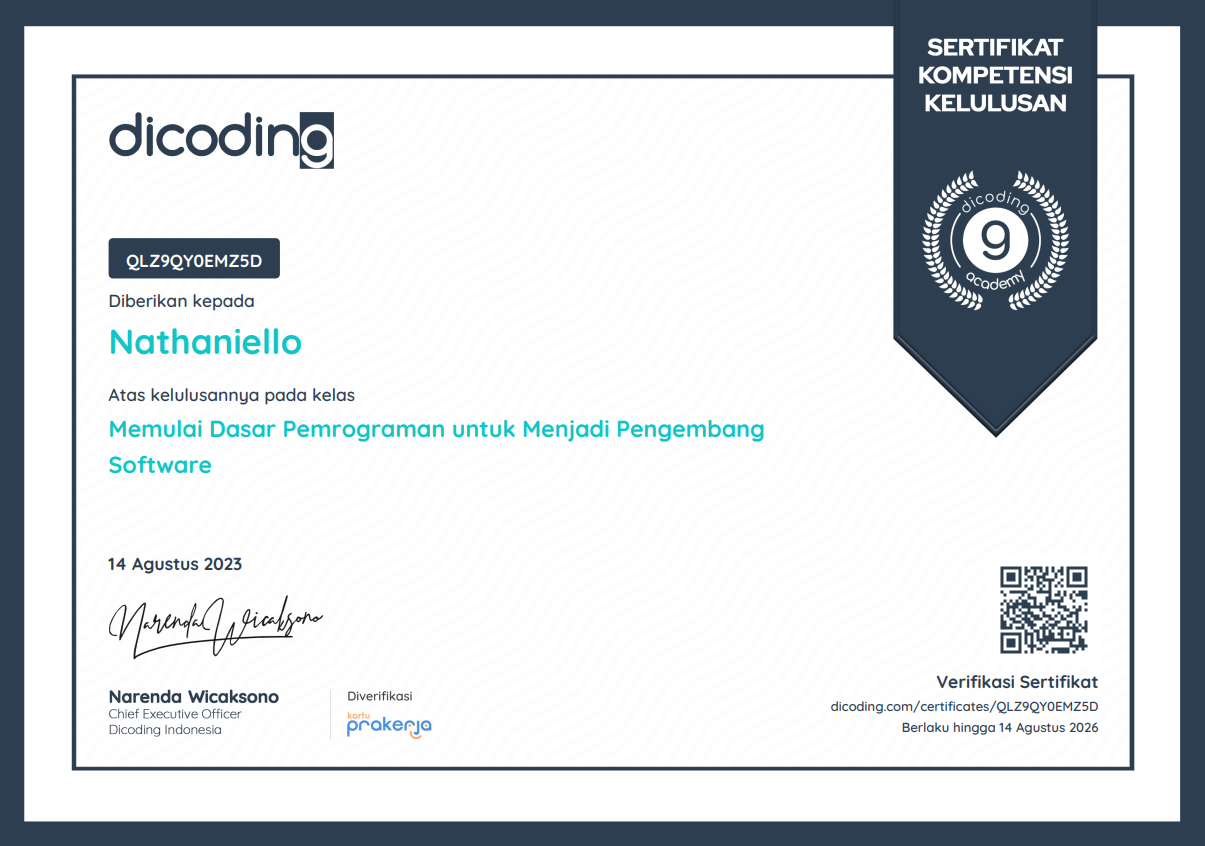 SERTIFIKAT
KOMPETENSI
KELULUSAN
dicoding
dicoding
9
academy
QLZ9QY0EMZ5D
Diberikan kepada
Nathaniello
Atas kelulusannya pada kelas
Memulai Dasar Pemrograman untuk Menjadi Pengembang
Software
14 Agustus 2023
Narenda Wicaksono
Narenda Wicaksono
Chief Executive Officer
Dicoding Indonesia
Diverifikasi
kartu
prakerja
Verifikasi Sertifikat
dicoding.com/certificates/QLZ9QY0EMZ5D
Berlaku hingga 14 Agustus 2026